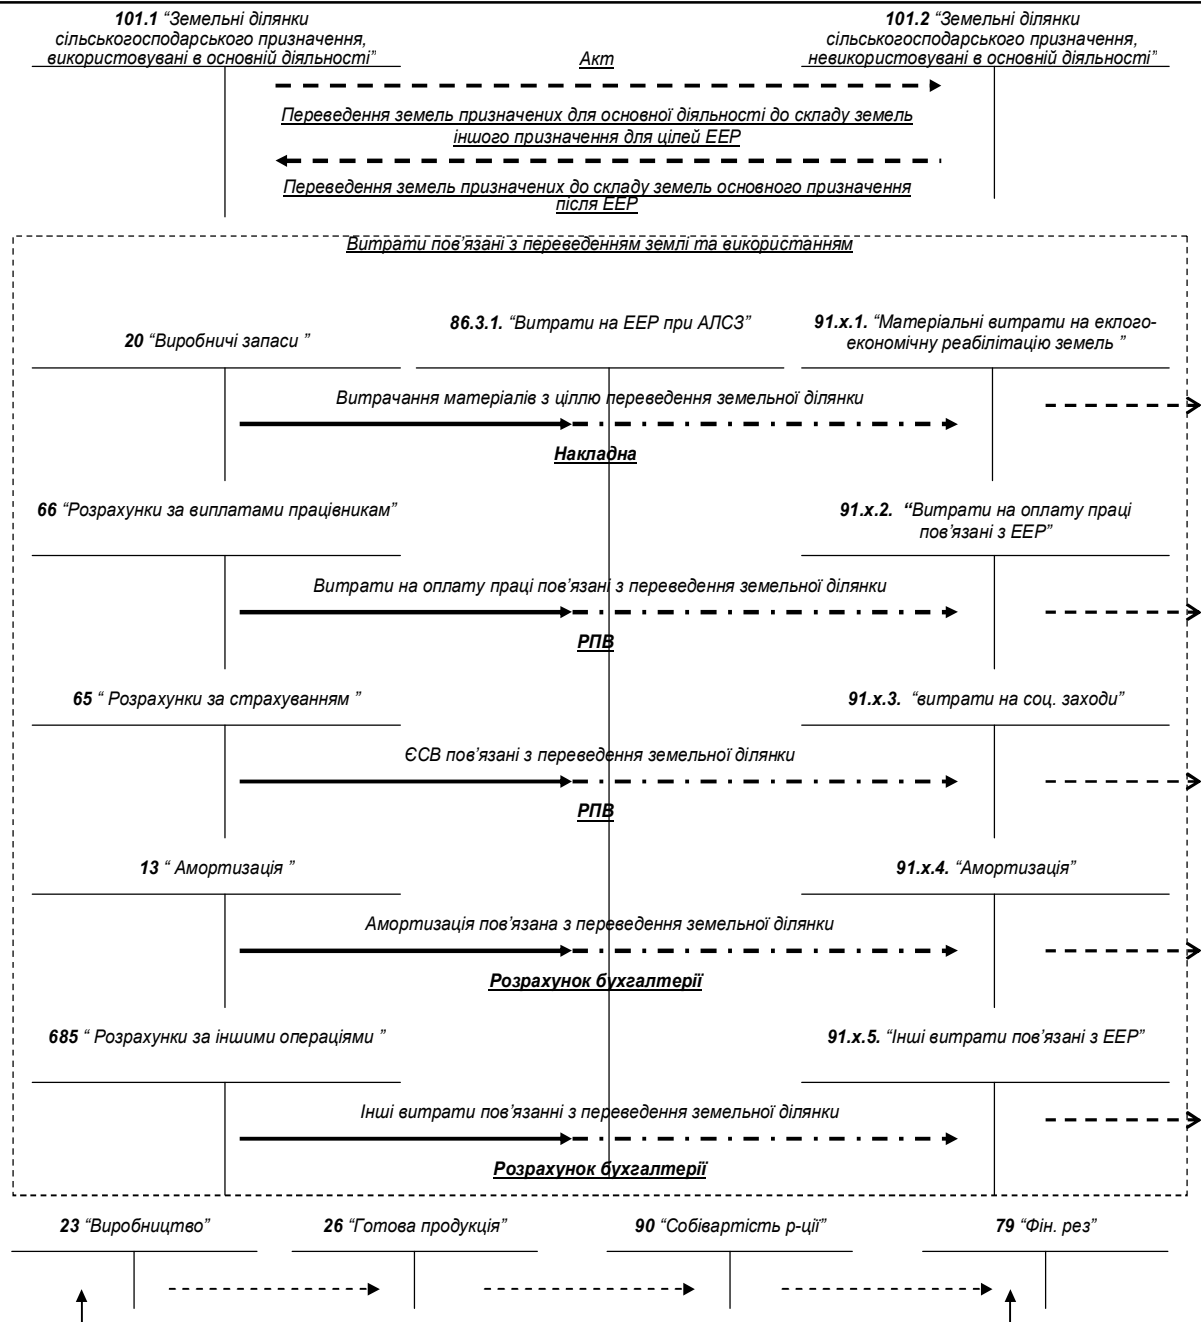 101.1 “Земельні ділянки
сільськогосподарського призначення,
використовувані в основній діяльності”
101.2 “Земельні ділянки
сільськогосподарського призначення,
невикористовувані в основній діяльності”
Акт
Переведення земель призначених для основної діяльності до складу земель
іншого призначення для цілей ЕЕР
Переведення земель призначених до складу земель основного призначення
після ЕЕР
Витрати пов’язані з переведенням землі та використанням
20 “Виробничі запаси ”
86.3.1. “Витрати на ЕЕР при АЛСЗ”
91.х.1. “Матеріальні витрати на еклого-
економічну реабілітацію земель ”
Витрачання матеріалів з ціллю переведення земельної ділянки
Накладна
66 “Розрахунки за виплатами працівникам”
91.х.2. “Витрати на оплату праці
пов’язані з ЕЕР”
Витрати на оплату праці пов’язані з переведення земельної ділянки
РПВ
65 “ Розрахунки за страхуванням ”
91.х.3. “витрати на соц. заходи”
ЄСВ пов’язані з переведення земельної ділянки
РПВ
13 “ Амортизація ”
91.х.4. “Амортизація”
Амортизація пов’язана з переведення земельної ділянки
Розрахунок бухгалтерії
685 “ Розрахунки за іншими операціями ”
91.х.5. “Інші витрати пов’язані з ЕЕР”
Інші витрати пов’язанні з переведення земельної ділянки
Розрахунок бухгалтерії
23 “Виробництво”
26 “Готова продукція”
90 “Собівартість р-ції”
79 “Фін. рез”